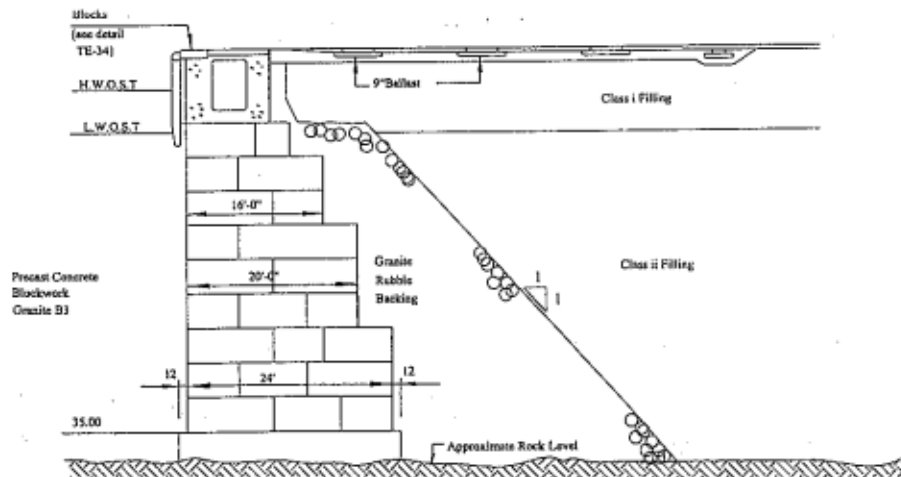 Blocks
(see detail
TE-34)
H.W.O.S.T
L.W.O.S.T
9"Ballast
Class i Filling
16'-0"
20'-0"
Granite
Rubble
Backing
Class ii Filling
1
1
Precast Concrete
Blockwork
Granite B3
12
24'
12
35.00
Approximate Rock Level